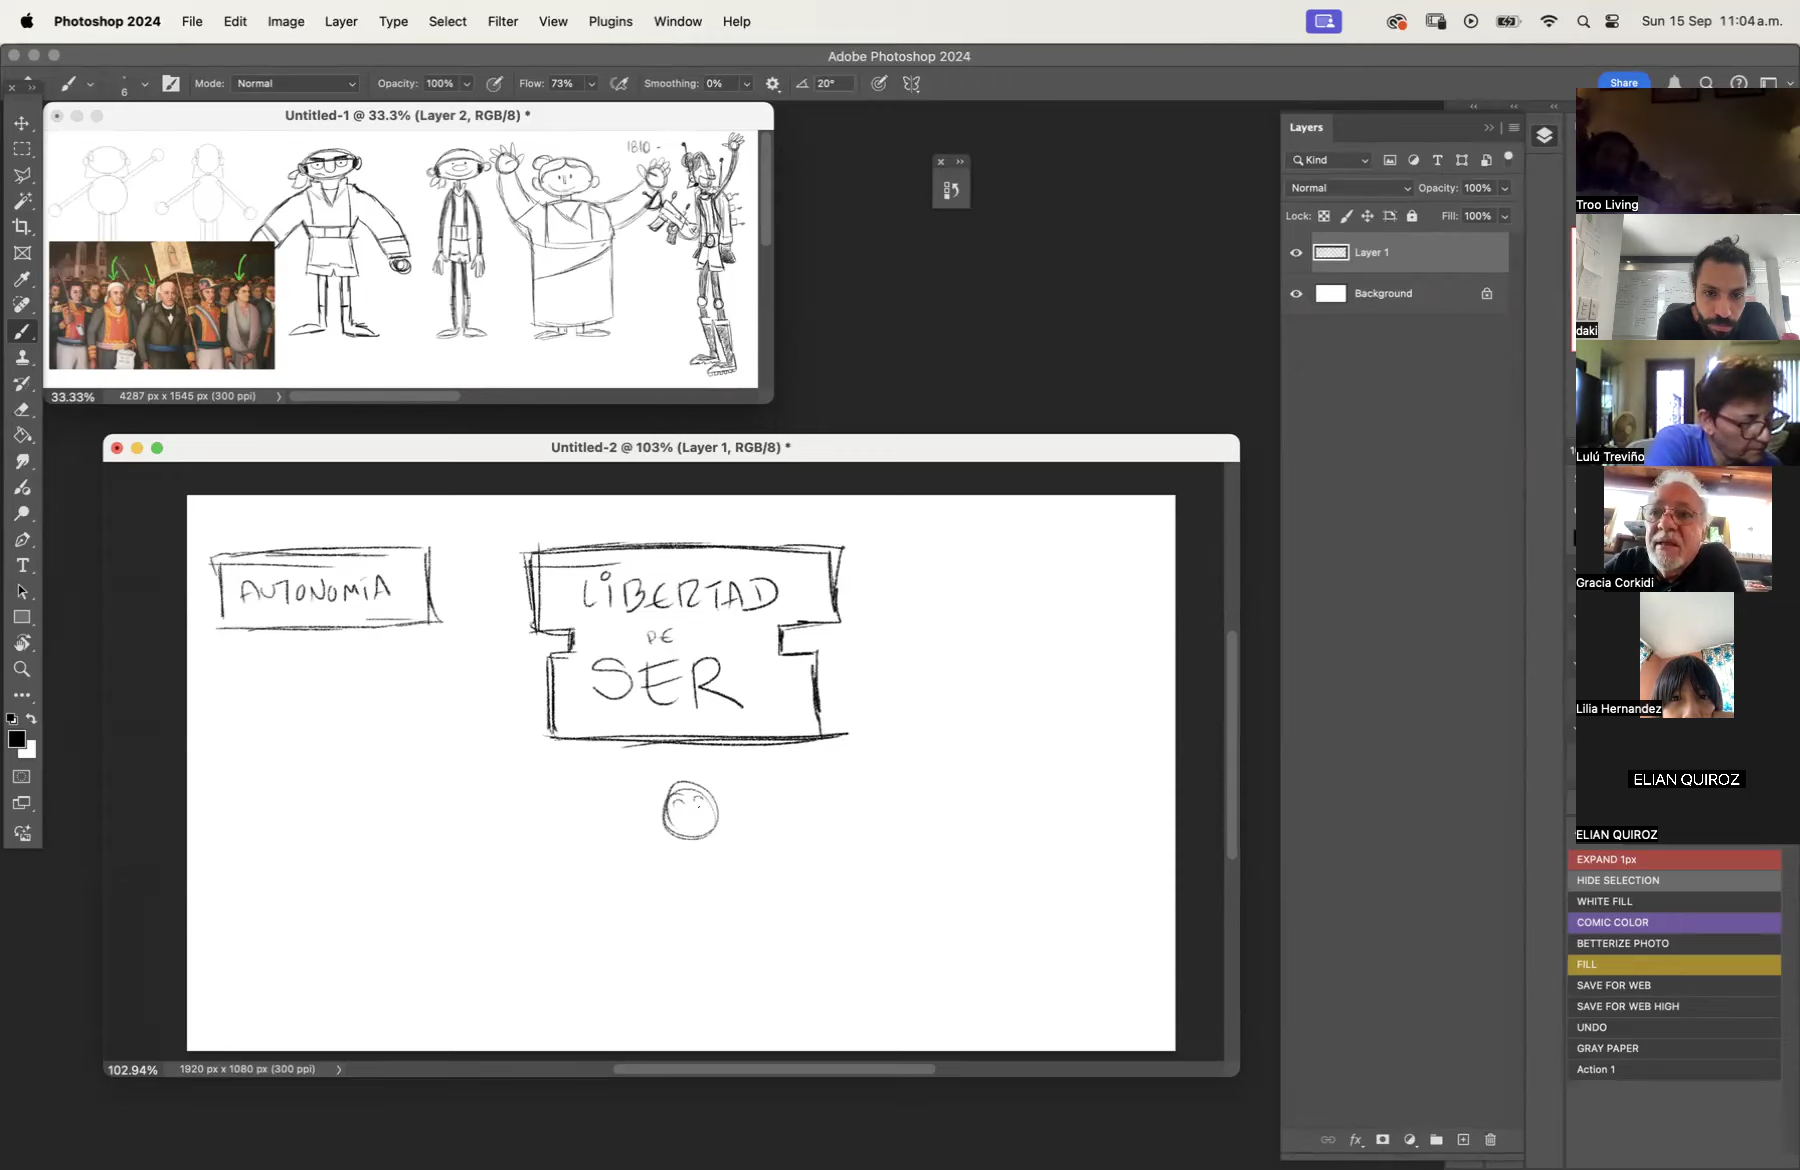 Photoshop 2024 File Edit Image Layer Type Select Filter View Plugins Window Help Sun 15 Sep 11:04 a.m.
Adobe Photoshop 2024
6 Mode: Normal Opacity: 100% Flow: 73% Smoothing: 0% 20° Share
Untitled-1 @ 33.3% (Layer 2, RGB/8) *
1810 -
33.33% 4287 px x 1545 px (300 ppi)
Untitled-2 @ 103% (Layer 1, RGB/8) *
AUTONOMÍA
LiBERTAD
DE
SER
102.94% 1920 px x 1080 px (300 ppi)
Layers
Kind
Normal Opacity: 100%
Lock: Fill: 100%
Layer 1
Background
fx
Troo Living
daki
Lulú Treviño
Gracia Corkidi
Lilia Hernandez
ELIAN QUIROZ
ELIAN QUIROZ
EXPAND 1px
HIDE SELECTION
WHITE FILL
COMIC COLOR
BETTERIZE PHOTO
FILL
SAVE FOR WEB
SAVE FOR WEB HIGH
UNDO
GRAY PAPER
Action 1